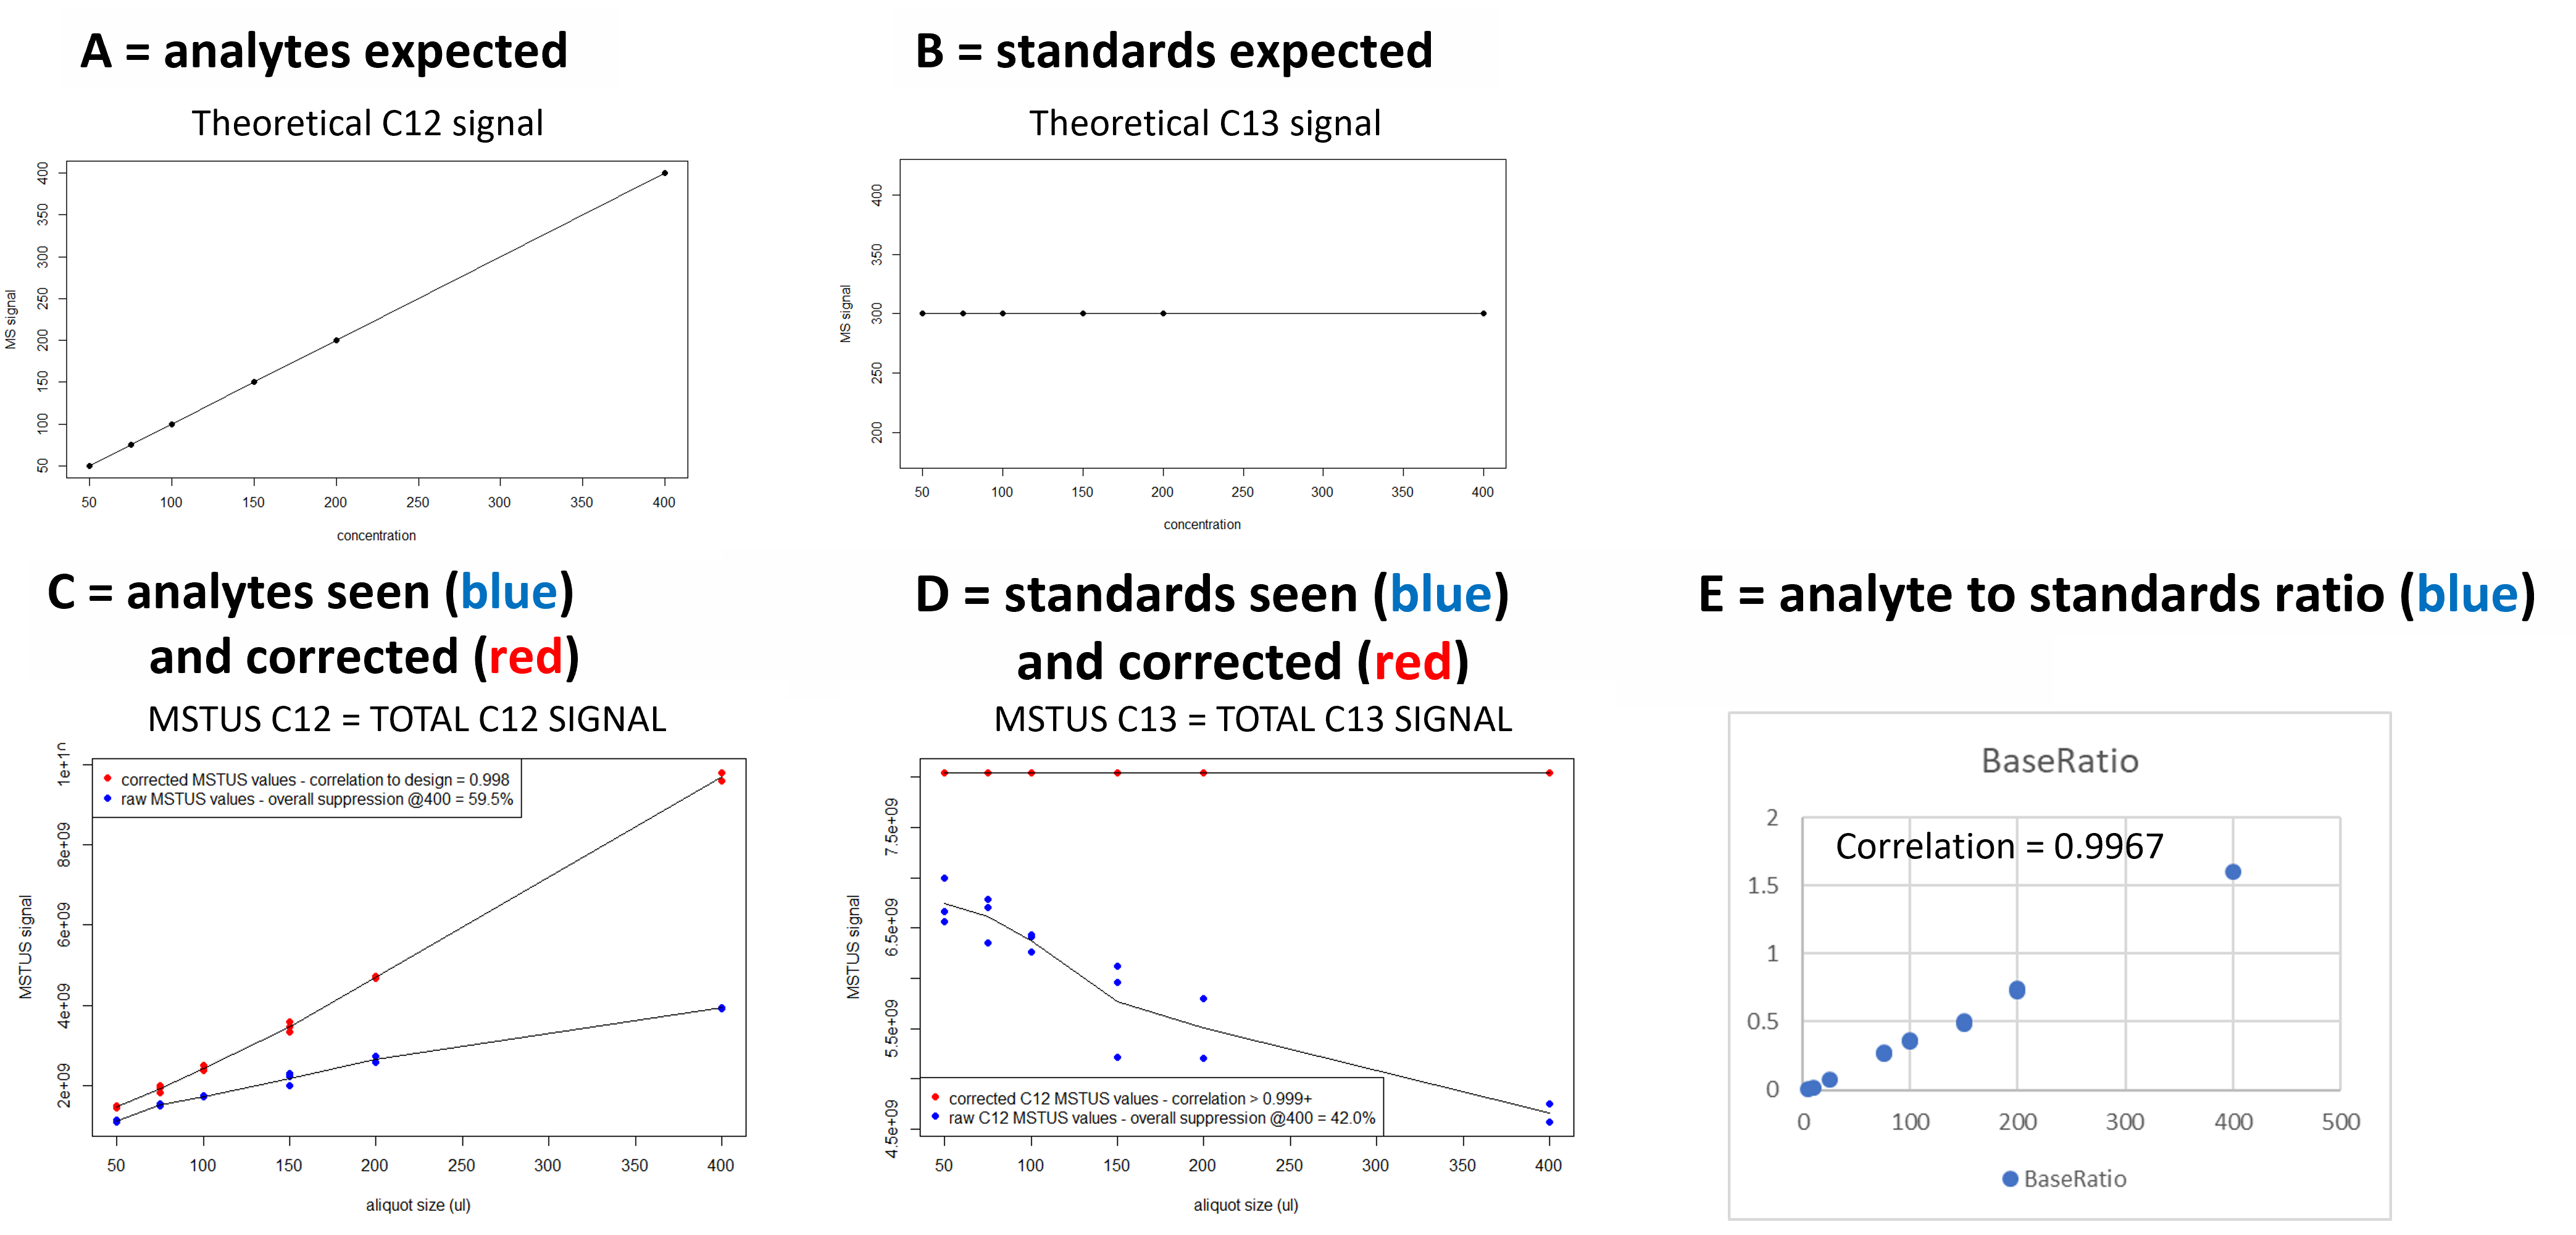 A = analytes expected
Theoretical C12 signal
MS signal
400
350
300
250
200
150
100
50
50 100 150 200 250 300 350 400
concentration
B = standards expected
Theoretical C13 signal
MS signal
400
350
300
250
200
50 100 150 200 250 300 350 400
concentration
C = analytes seen (blue)
and corrected (red)
MSTUS C12 = TOTAL C12 SIGNAL
MSTUS signal
1e+10
8e+09
6e+09
4e+09
2e+09
corrected MSTUS values - correlation to design = 0.998
raw MSTUS values - overall suppression @400 = 59.5%
50 100 150 200 250 300 350 400
aliquot size (ul)
D = standards seen (blue)
and corrected (red)
MSTUS C13 = TOTAL C13 SIGNAL
MSTUS signal
7.5e+09
6.5e+09
5.5e+09
4.5e+09
corrected C12 MSTUS values - correlation > 0.999+
raw C12 MSTUS values - overall suppression @400 = 42.0%
50 100 150 200 250 300 350 400
aliquot size (ul)
E = analyte to standards ratio (blue)
BaseRatio
Correlation = 0.9967
2
1.5
1
0.5
0
0 100 200 300 400 500
BaseRatio